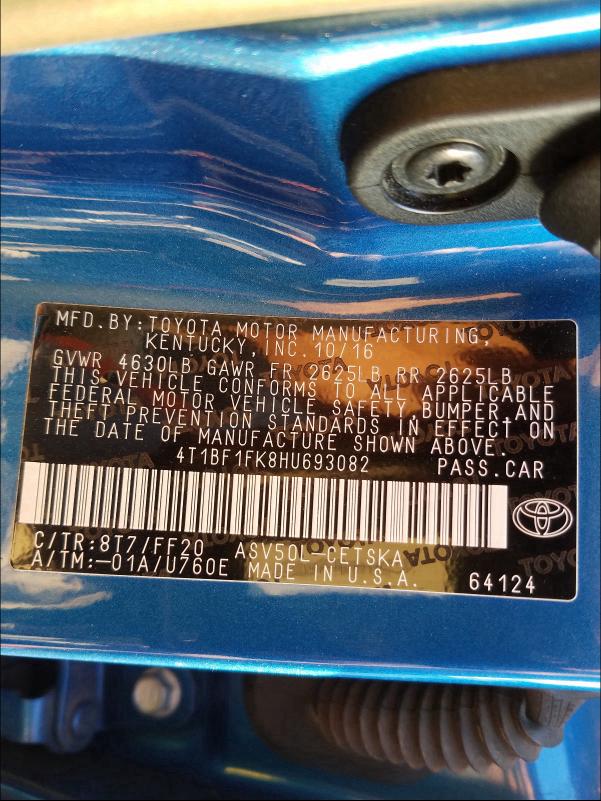 MFD. BY: TOYOTA MOTOR MANUFACTURING,
KENTUCKY, INC. 10/16
GVWR 4630LB GAWR FR 2625LB RR 2625LB
THIS VEHICLE CONFORMS TO ALL APPLICABLE
FEDERAL MOTOR VEHICLE SAFETY BUMPER, AND
THEFT PREVENTION STANDARDS IN EFFECT ON
THE DATE OF MANUFACTURE SHOWN ABOVE.
4T1BF1FK8HU693082 PASS.CAR
C/TR:8T7/FF20 ASV50L-CETSKA
A/TM:-01A/U760E MADE IN U.S.A. 64124